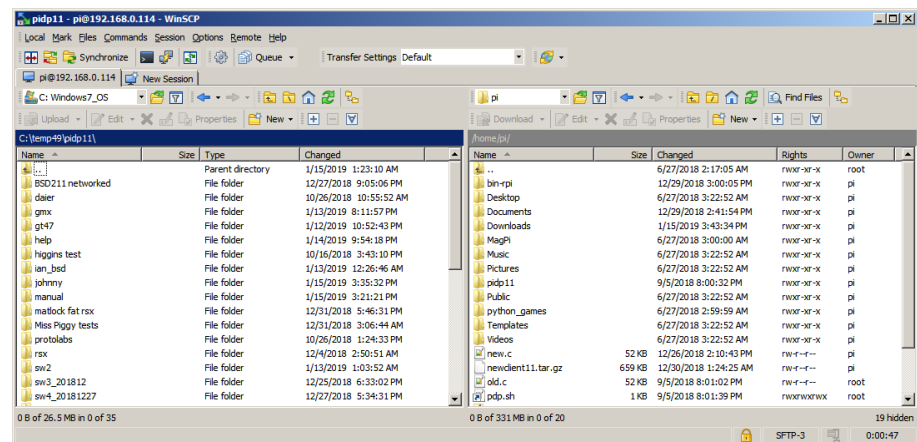 pidp11 - pi@192.168.0.114 - WinSCP
Local Mark Files Commands Session Options Remote Help
Synchronize Queue Transfer Settings Default
pi@192.168.0.114 New Session
C: Windows7_OS pi Find Files
Upload Edit Properties New Download Edit Properties New
C:\temp49\pidp11\ /home/pi/
Name Size Type Changed Name Size Changed Rights Owner
.. Parent directory 1/15/2019 1:23:10 AM .. 6/27/2018 2:17:05 AM rwxr-xr-x root
BSD211 networked File folder 12/27/2018 9:05:06 PM bin-rpi 12/29/2018 3:00:05 PM rwxr-xr-x pi
daier File folder 10/26/2018 10:55:52 AM Desktop 6/27/2018 3:22:52 AM rwxr-xr-x pi
gmx File folder 1/13/2019 8:11:57 PM Documents 12/29/2018 2:41:54 PM rwxr-xr-x pi
gt47 File folder 1/12/2019 10:52:43 PM Downloads 1/15/2019 3:43:34 PM rwxr-xr-x pi
help File folder 1/14/2019 9:54:18 PM MagPi 6/27/2018 3:00:00 AM rwxr-xr-x pi
higgins test File folder 10/16/2018 3:43:10 PM Music 6/27/2018 3:22:52 AM rwxr-xr-x pi
ian_bsd File folder 1/13/2019 12:26:46 AM Pictures 6/27/2018 3:22:52 AM rwxr-xr-x pi
johnny File folder 1/15/2019 3:35:32 PM pidp11 9/5/2018 8:00:32 PM rwxr-xr-x pi
manual File folder 1/15/2019 3:21:21 PM Public 6/27/2018 3:22:52 AM rwxr-xr-x pi
matlock fat rsx File folder 12/31/2018 5:46:31 PM python_games 6/27/2018 2:59:59 AM rwxr-xr-x pi
Miss Piggy tests File folder 12/31/2018 3:06:44 AM Templates 6/27/2018 3:22:52 AM rwxr-xr-x pi
protolabs File folder 10/26/2018 1:24:33 PM Videos 6/27/2018 3:22:52 AM rwxr-xr-x pi
rsx File folder 12/4/2018 2:50:51 AM new.c 52 KB 12/26/2018 2:10:43 PM rw-r--r-- pi
sw2 File folder 1/13/2019 1:03:52 AM newclient11.tar.gz 659 KB 12/30/2018 1:24:25 AM rw-r--r-- pi
sw3_201812 File folder 12/25/2018 6:33:02 PM old.c 52 KB 9/5/2018 8:01:02 PM rw-r--r-- root
sw4_20181227 File folder 12/27/2018 5:34:31 PM pdp.sh 1 KB 9/5/2018 8:01:39 PM rwxrwxrwx root
0 B of 26.5 MB in 0 of 35 0 B of 331 MB in 0 of 20 19 hidden
SFTP-3 0:00:47